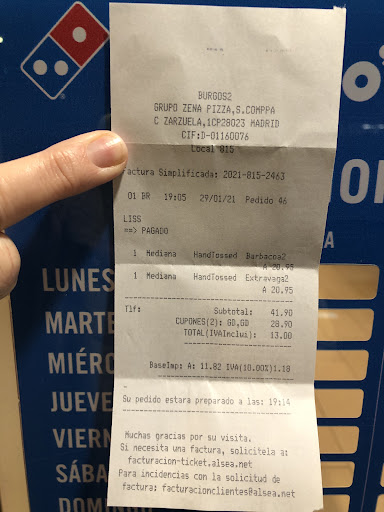 BURGOS2
GRUPO ZENA PIZZA,S.COMPPA
C ZARZUELA,1CP28023 MADRID
CIF:D-01160076
Local 815
Factura Simplificada: 2021-815-2463
01 BR 19:05 29/01/21 Pedido 46
LISS
==> PAGADO
1 Mediana HandTossed Burbacoa2
A 20.95
1 Mediana HandTossed Extravaga2
A 20.95
Tlf: Subtotal: 41.90
CUPONES(2): GD,GD 28.90
TOTAL(IVAInclui): 13.00
BaseImp: A: 11.82 IVA(10.00%)1.18
Su pedido estara preparado a las: 19:14
Muchas gracias por su visita.
Si necesita una factura, solicitela a:
facturacion-ticket.alsea.net
Para incidencias con la solicitud de
factura: facturacionclientes@alsea.net
LUNES
MARTE
MIÉRC
JUEVE
VIERN
SÁBA
DOMING